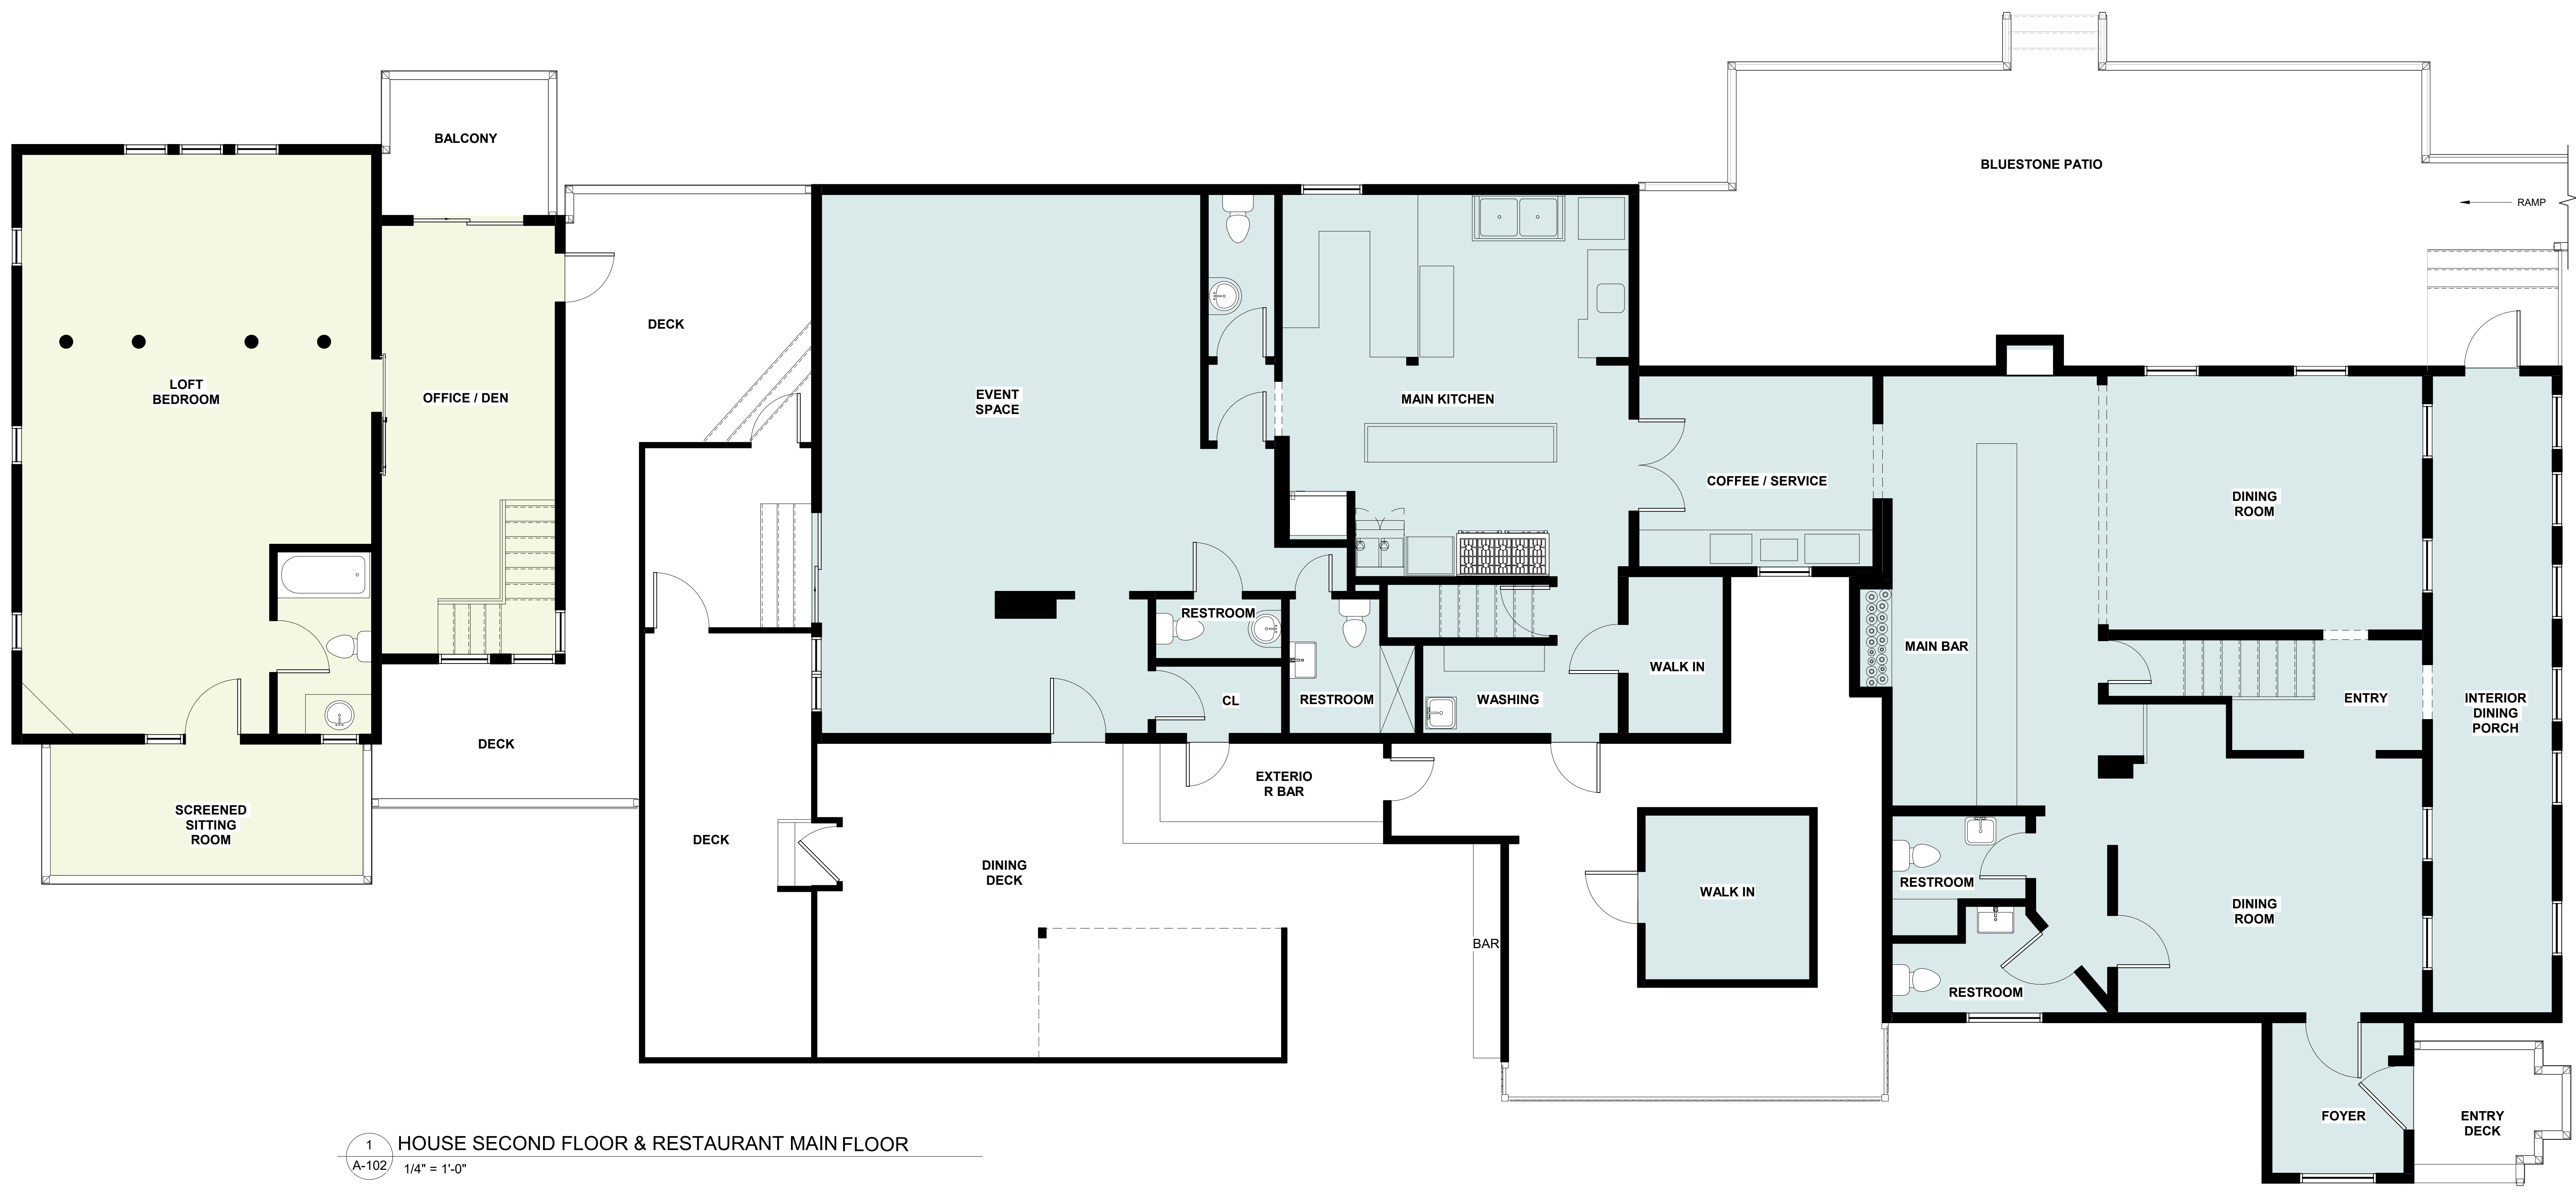 BALCONY
BLUESTONE PATIO
RAMP
DECK
LOFT
BEDROOM
OFFICE / DEN
EVENT
SPACE
MAIN KITCHEN
COFFEE / SERVICE
DINING
ROOM
RESTROOM
MAIN BAR
WALK IN
CL
RESTROOM
WASHING
ENTRY
INTERIOR
DINING
PORCH
DECK
EXTERIO
R BAR
SCREENED
SITTING
ROOM
DECK
DINING
DECK
WALK IN
RESTROOM
DINING
ROOM
BAR
RESTROOM
FOYER
ENTRY
DECK
1
A-102
HOUSE SECOND FLOOR & RESTAURANT MAIN FLOOR
1/4" = 1'-0"